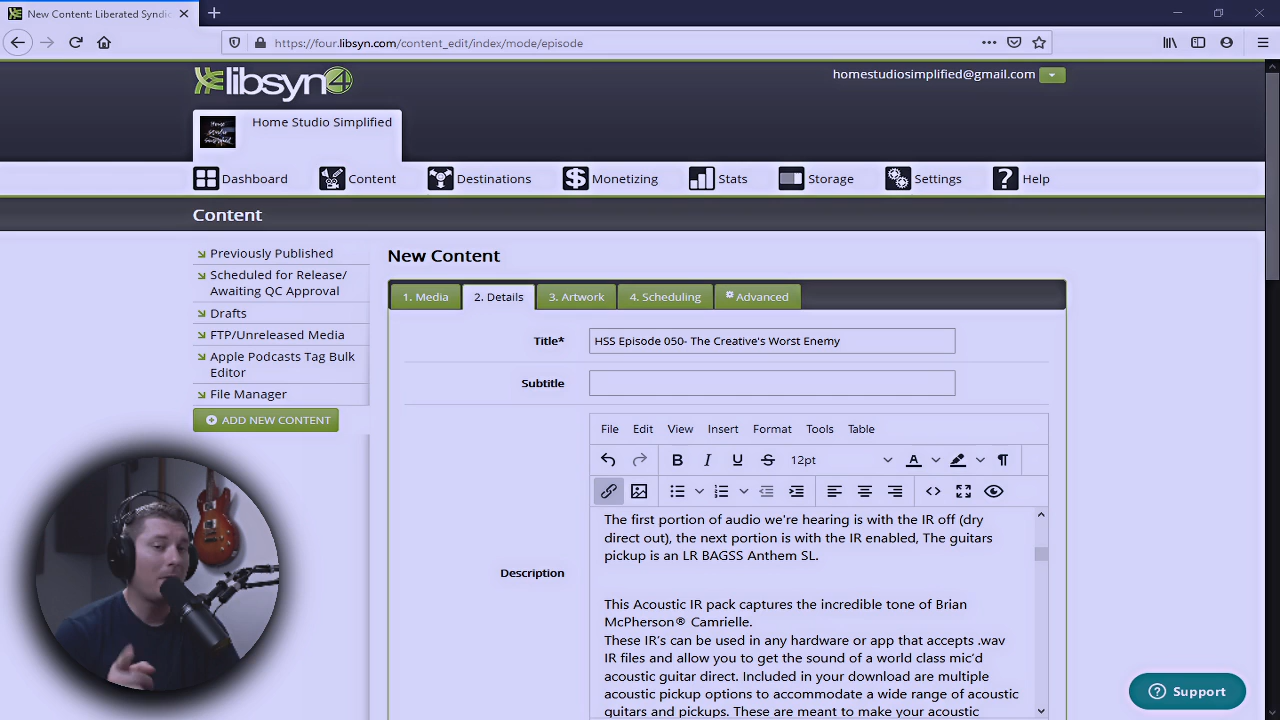 New Content: Liberated Syndic
https://four.libsyn.com/content_edit/index/mode/episode
libsyn4
homestudiosimplified@gmail.com
Home Studio Simplified
Dashboard
Content
Destinations
Monetizing
Stats
Storage
Settings
Help
Content
Previously Published
Scheduled for Release/
Awaiting QC Approval
Drafts
FTP/Unreleased Media
Apple Podcasts Tag Bulk
Editor
File Manager
ADD NEW CONTENT
New Content
1. Media
2. Details
3. Artwork
4. Scheduling
Advanced
Title*
HSS Episode 050- The Creative's Worst Enemy
Subtitle
File
Edit
View
Insert
Format
Tools
Table
12pt
Description
The first portion of audio we're hearing is with the IR off (dry
direct out), the next portion is with the IR enabled, The guitars
pickup is an LR BAGSS Anthem SL.
This Acoustic IR pack captures the incredible tone of Brian
McPherson® Camrielle.
These IR's can be used in any hardware or app that accepts .wav
IR files and allow you to get the sound of a world class mic'd
acoustic guitar direct. Included in your download are multiple
acoustic pickup options to accommodate a wide range of acoustic
guitars and pickups. These are meant to make your acoustic
Support